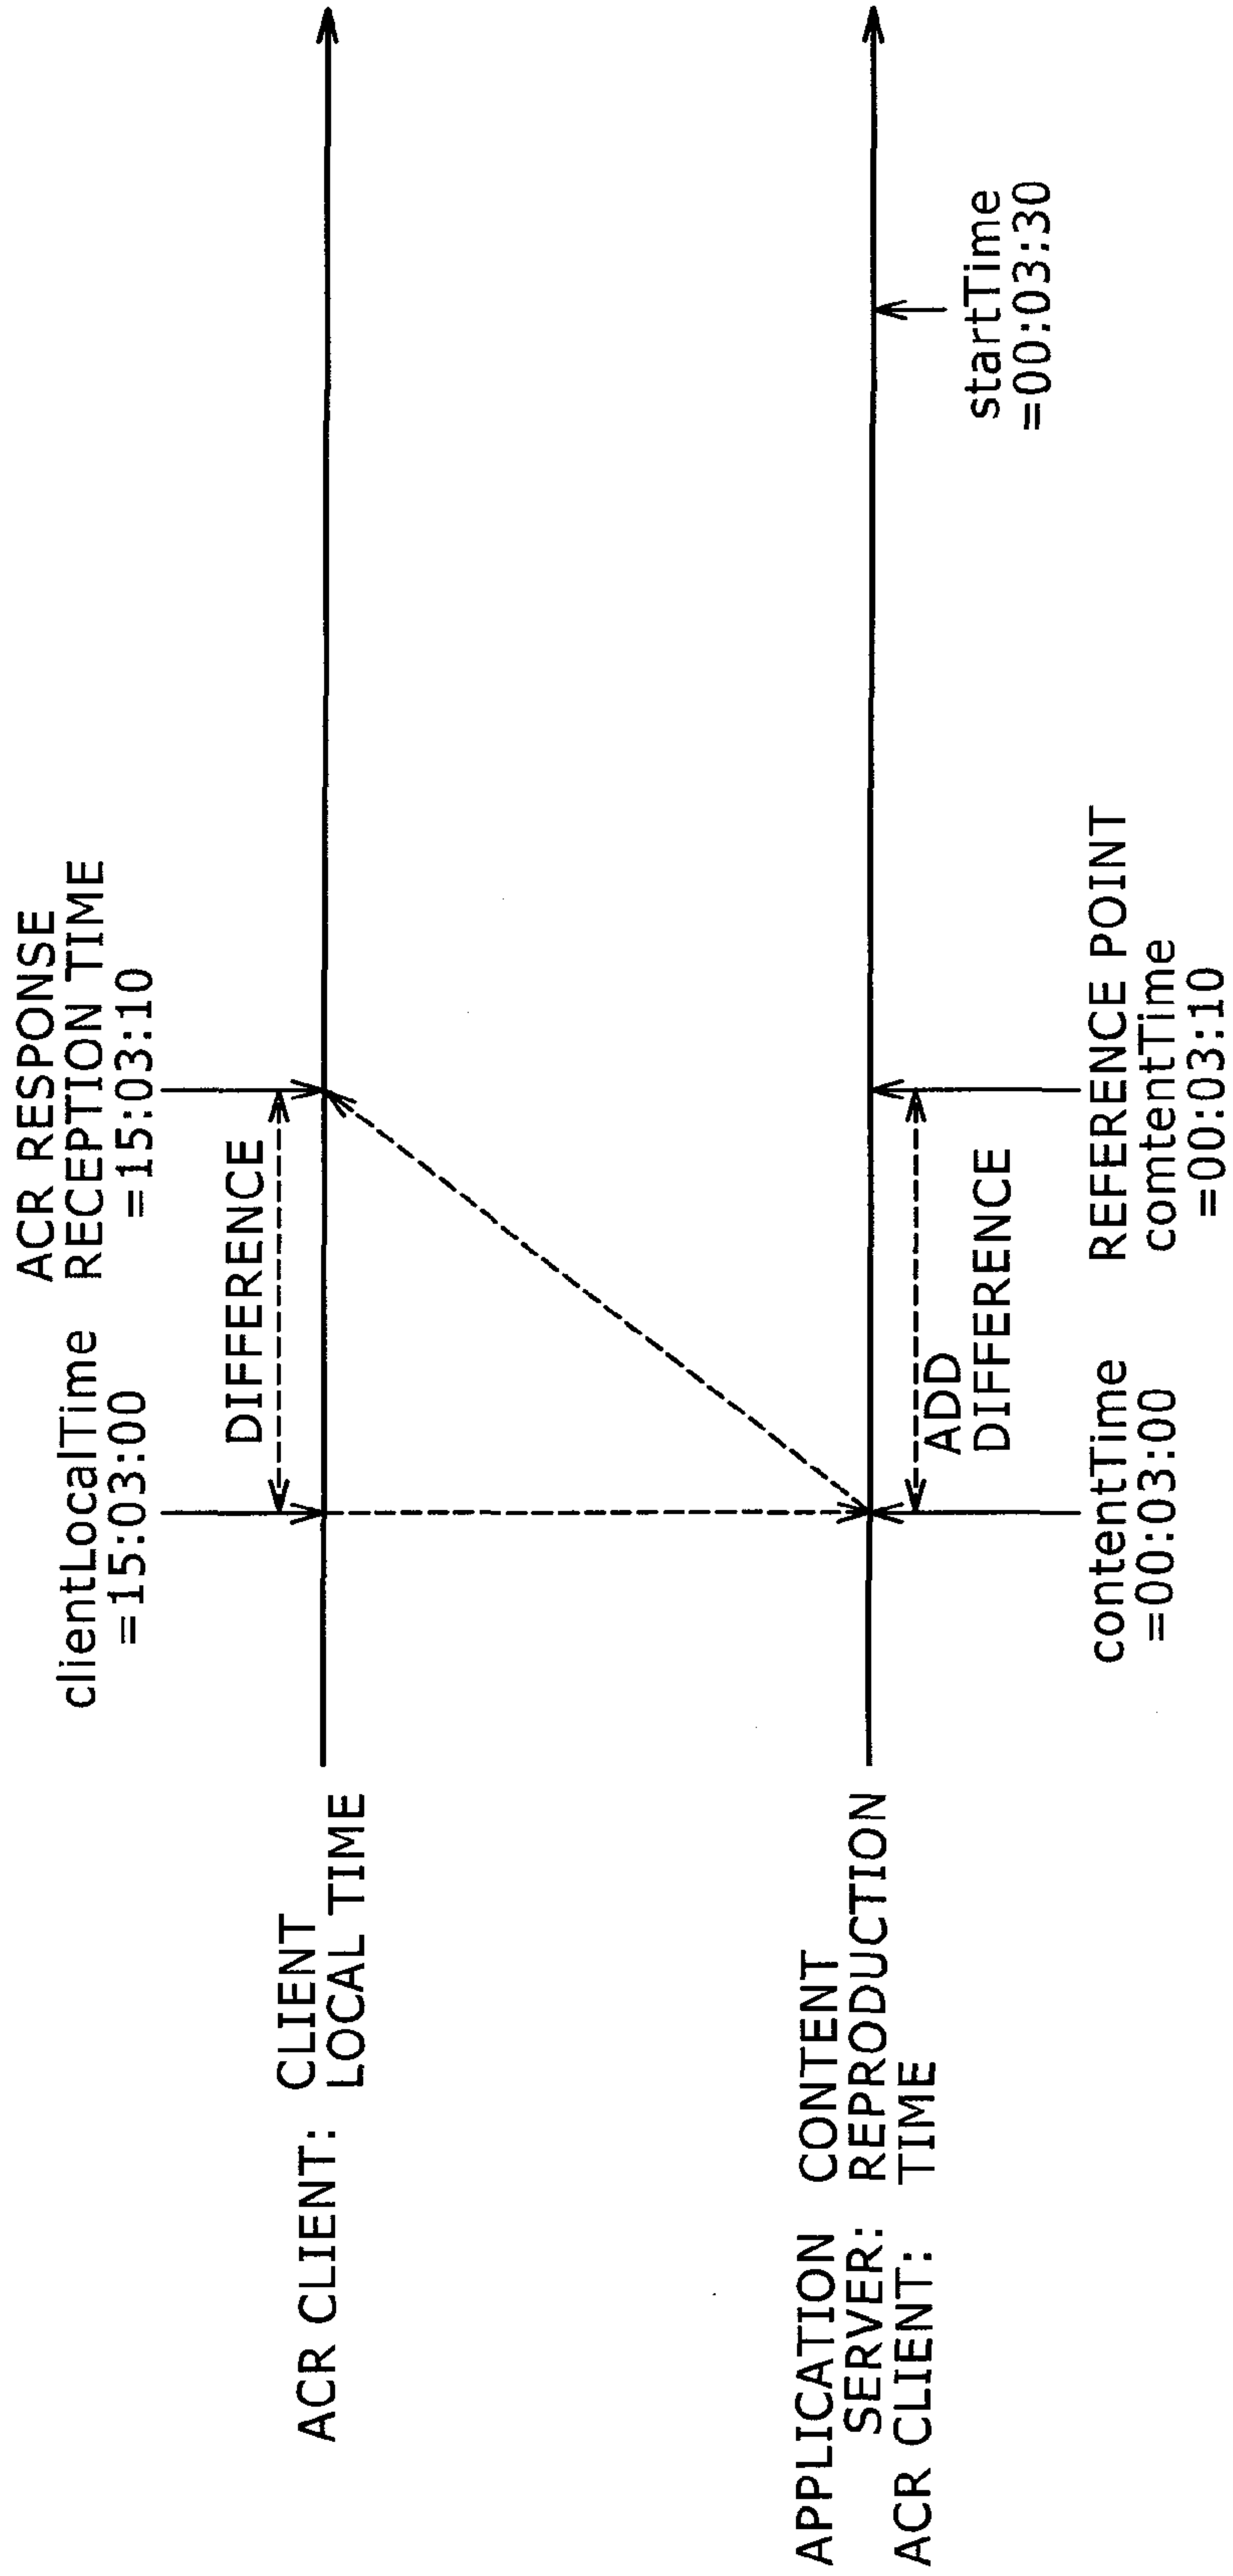 clientLocalTime
=15:03:00
ACR RESPONSE
RECEPTION TIME
=15:03:10
DIFFERENCE
ACR CLIENT: CLIENT
LOCAL TIME
APPLICATION CONTENT
SERVER: REPRODUCTION
ACR CLIENT: TIME
ADD
DIFFERENCE
startTime
=00:03:30
contentTime
=00:03:00
REFERENCE POINT
comtentTime
=00:03:10